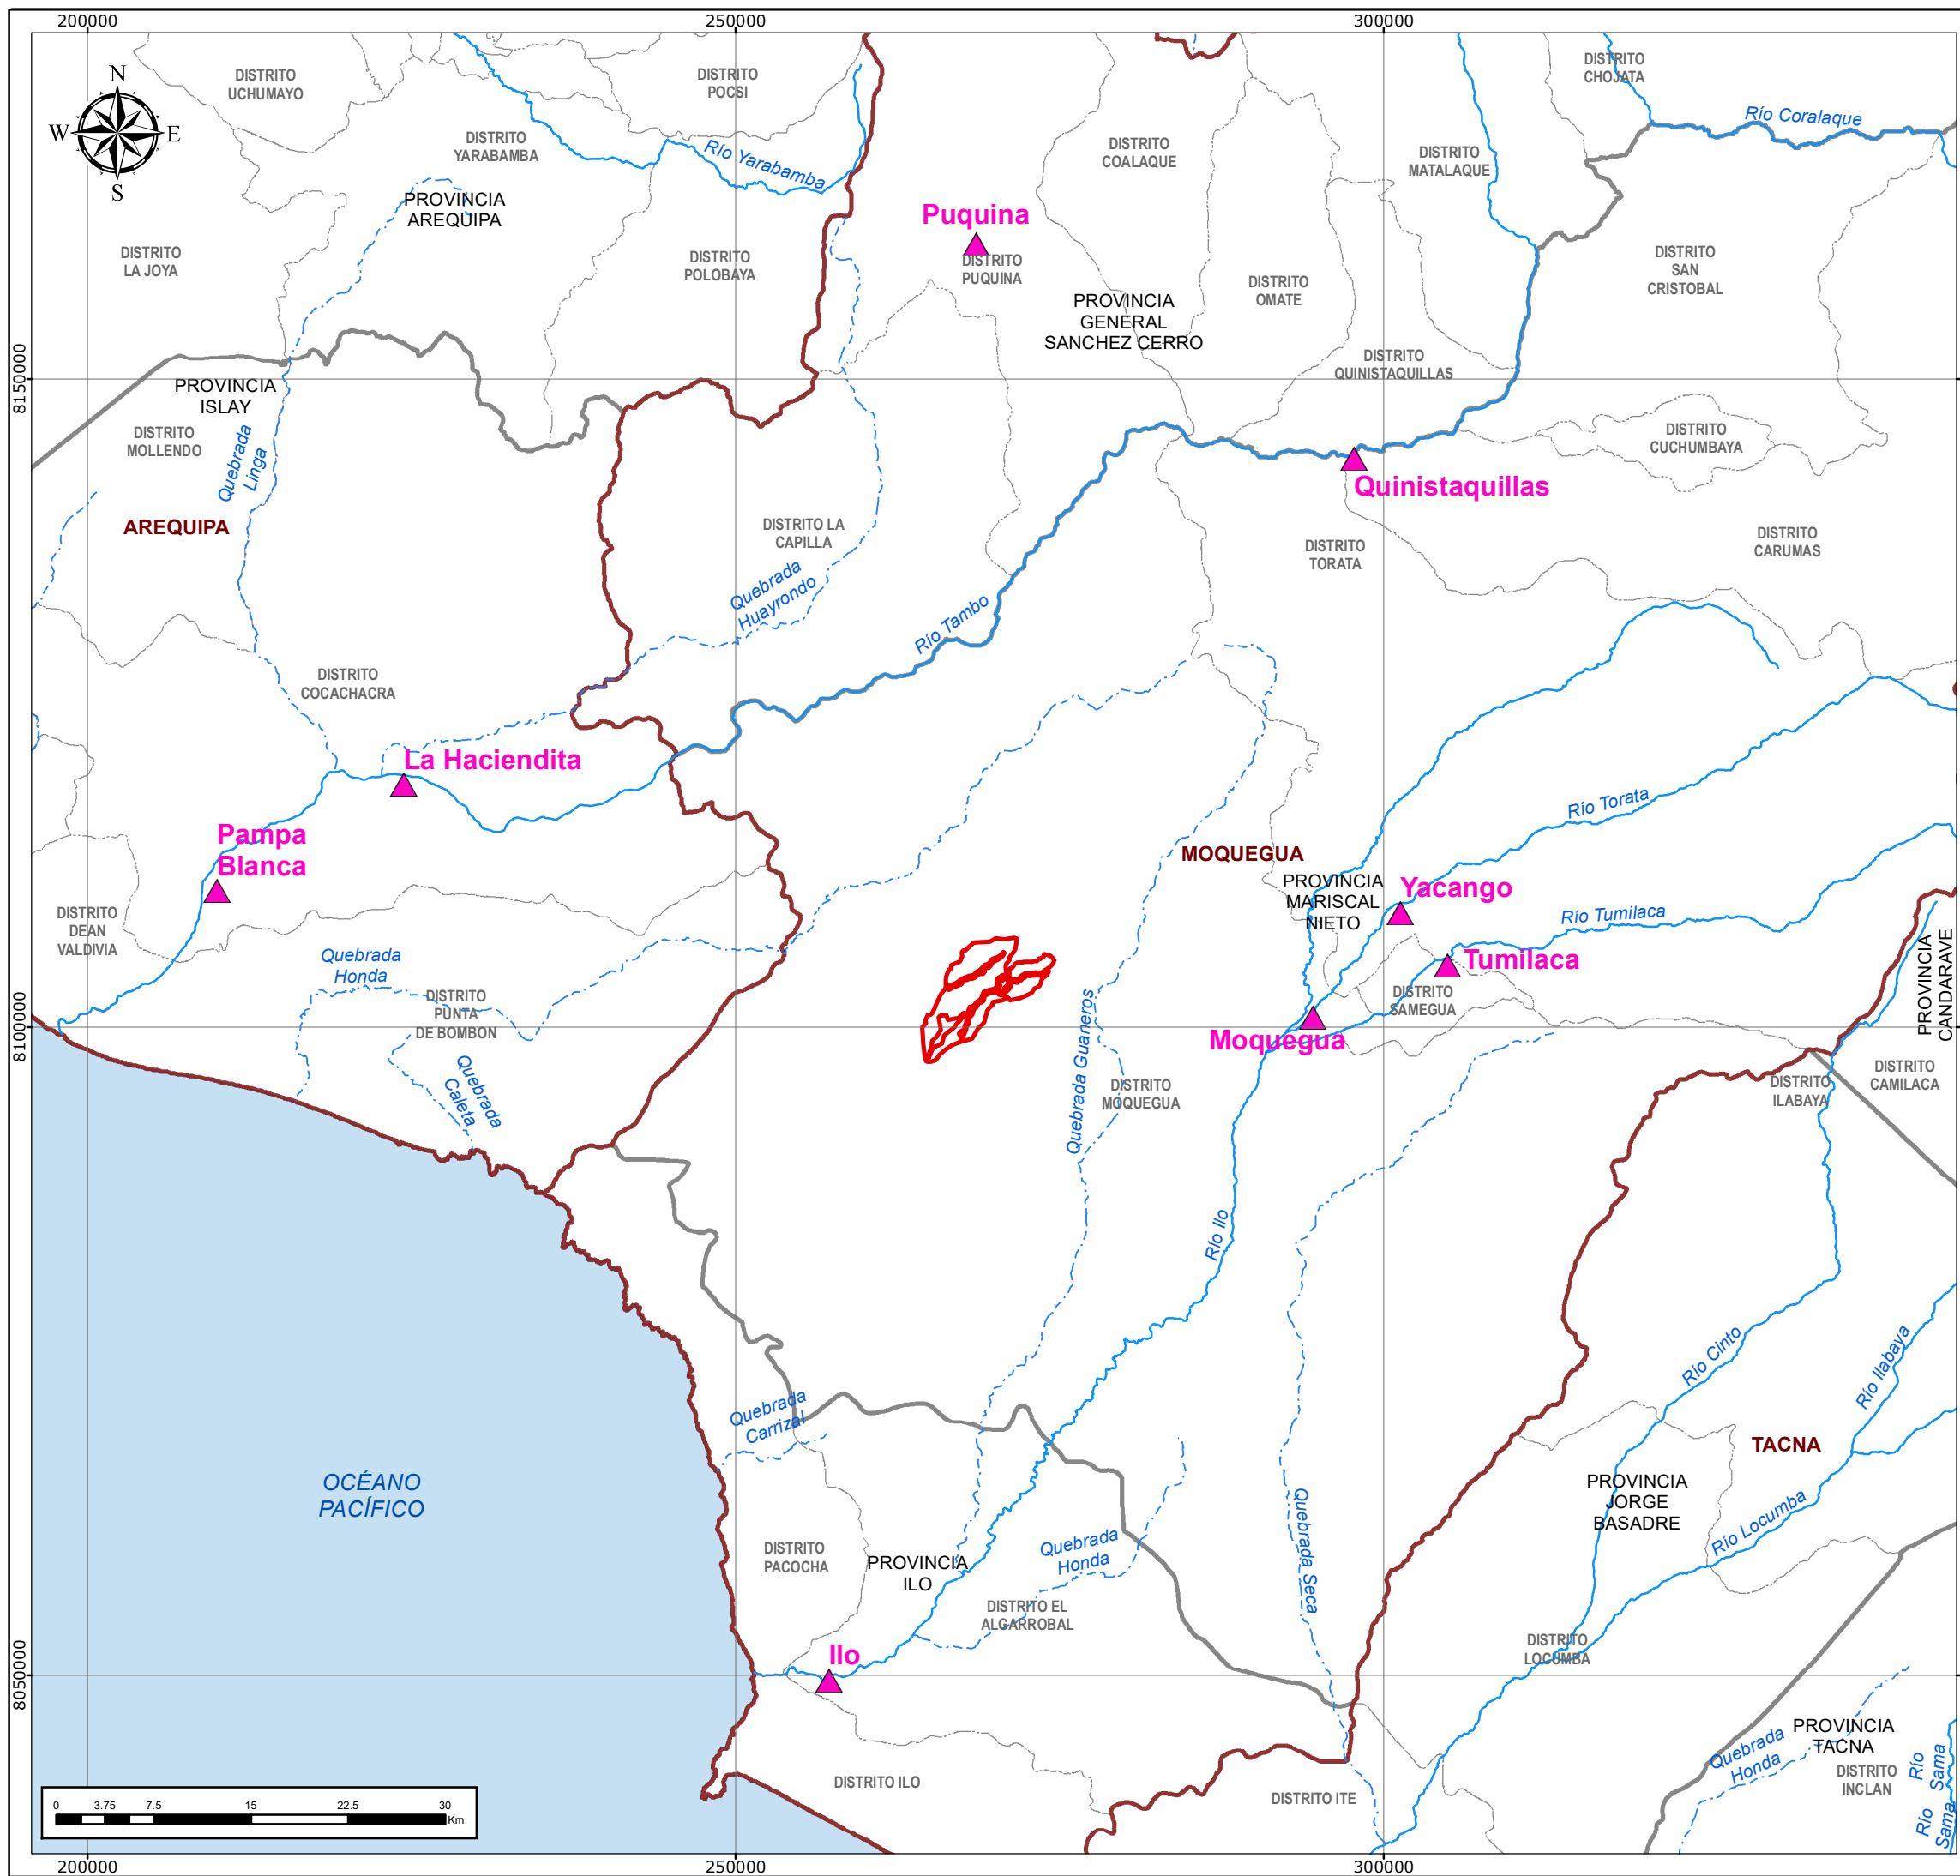 200000
250000
300000
N
W
E
S
DISTRITO
UCHUMAYO
DISTRITO
POCSI
DISTRITO
CHOJATA
Río Coralaque
DISTRITO
YARABAMBA
Río Yarabamba
DISTRITO
COALAQUE
DISTRITO
MATALAQUE
PROVINCIA
AREQUIPA
Puquina
DISTRITO
PUQUINA
DISTRITO
LA JOYA
DISTRITO
POLOBAYA
DISTRITO
OMATE
DISTRITO
SAN
CRISTOBAL
PROVINCIA
GENERAL
SANCHEZ CERRO
8150000
PROVINCIA
ISLAY
DISTRITO
QUINISTAQUILLAS
DISTRITO
MOLLENDO
Quebrada
Linga
DISTRITO
CUCHUMBAYA
Quinistaquillas
AREQUIPA
DISTRITO LA
CAPILLA
DISTRITO
TORATA
DISTRITO
CARUMAS
Quebrada
Huayrondo
Río Tambo
DISTRITO
COCACHACRA
La Haciendita
Río Torata
Pampa
Blanca
MOQUEGUA
PROVINCIA
MARISCAL
NIETO
Yacango
Río Tumilaca
DISTRITO
DEAN
VALDIVIA
Quebrada
Honda
Tumilaca
PROVINCIA
CANDARAVE
DISTRITO
PUNTA
DE BOMBON
DISTRITO
SAMEGUA
8100000
Moquegua
Quebrada Guaneros
Quebrada
Caleta
DISTRITO
MOQUEGUA
DISTRITO
ILABAYA
DISTRITO
CAMILACA
Río Ilo
Río Cinto
Río Ilabaya
Quebrada
Carrizal
TACNA
OCÉANO
PACÍFICO
PROVINCIA
JORGE
BASADRE
Río Locumba
Quebrada Seca
DISTRITO
PACOCHA
PROVINCIA
ILO
Quebrada
Honda
DISTRITO EL
ALGARROBAL
DISTRITO
LOCUMBA
8050000
Ilo
PROVINCIA
TACNA
Quebrada
Honda
DISTRITO ILO
DISTRITO ITE
DISTRITO
INCLAN
Río
Sama
Río
Sama
0
3.75
7.5
15
22.5
30
Km
200000
250000
300000